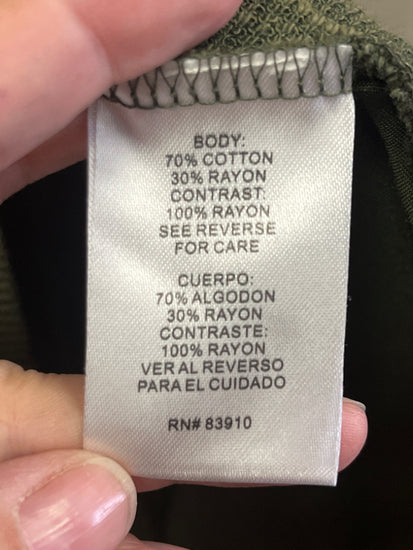 BODY:
70% COTTON
30% RAYON
CONTRAST:
100% RAYON
SEE REVERSE
FOR CARE
CUERPO:
70% ALGODON
30% RAYON
CONTRASTE:
100% RAYON
VER AL REVERSO
PARA EL CUIDADO
RN# 83910